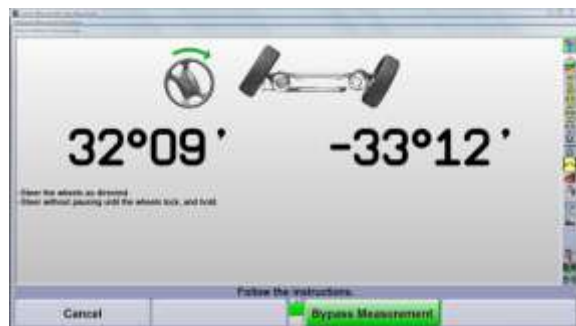 32°09' -33°12'
- Steer the wheels as directed.
- Steer without pausing until the wheels lock, and hold.
Follow the instructions.
Cancel
Bypass Measurement